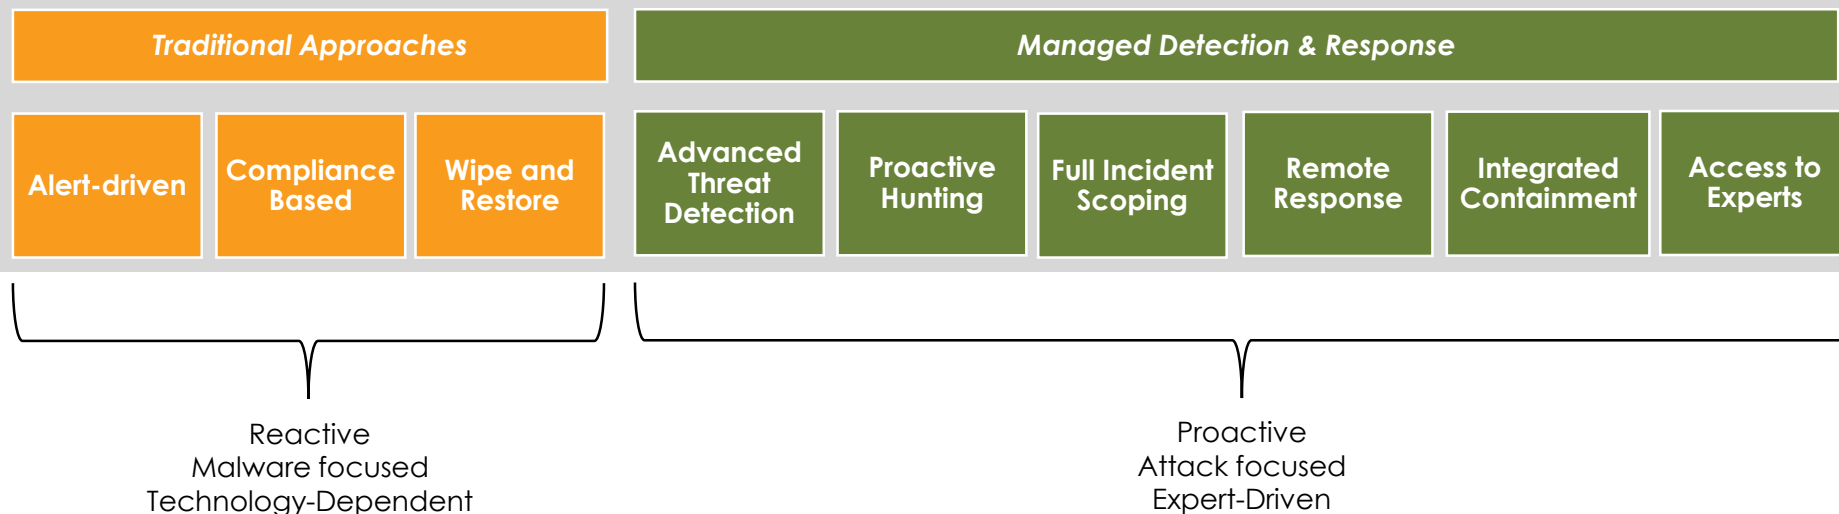 Traditional Approaches
Managed Detection & Response
Alert-driven
Compliance
Based
Wipe and
Restore
Advanced
Threat
Detection
Proactive
Hunting
Full Incident
Scoping
Remote
Response
Integrated
Containment
Access to
Experts
Reactive
Malware focused
Technology-Dependent
Proactive
Attack focused
Expert-Driven